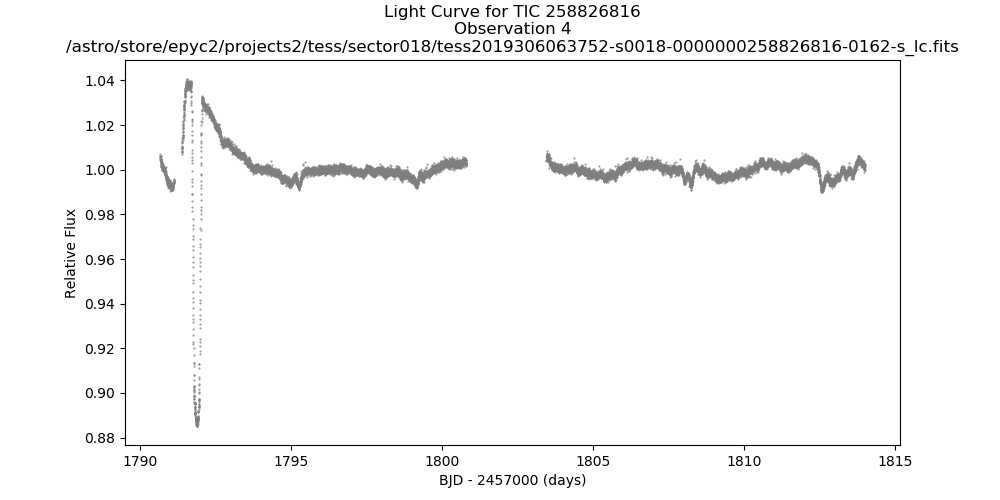 Light Curve for TIC 258826816
Observation 4
/astro/store/epyc2/projects2/tess/sector018/tess2019306063752-s0018-0000000258826816-0162-s_lc.fits
1.04
1.02
1.00
0.98
0.96
0.94
0.92
0.90
0.88
Relative Flux
1790 1795 1800 1805 1810 1815
BJD - 2457000 (days)